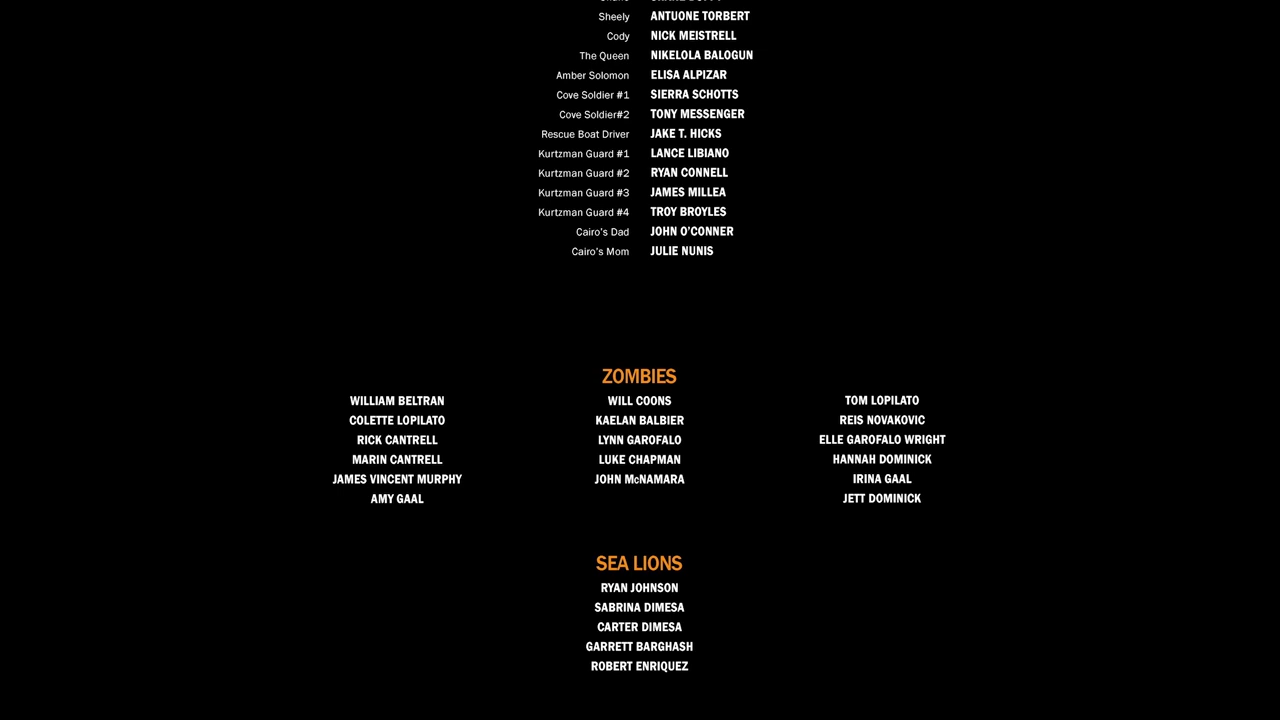 Sheely ANTUONE TORBERT
Cody NICK MEISTRELL
The Queen NIKELOLA BALOGUN
Amber Solomon ELISA ALPIZAR
Cove Soldier #1 SIERRA SCHOTTS
Cove Soldier#2 TONY MESSENGER
Rescue Boat Driver JAKE T. HICKS
Kurtzman Guard #1 LANCE LIBIANO
Kurtzman Guard #2 RYAN CONNELL
Kurtzman Guard #3 JAMES MILLEA
Kurtzman Guard #4 TROY BROYLES
Cairo's Dad JOHN O'CONNER
Cairo's Mom JULIE NUNIS
ZOMBIES
WILLIAM BELTRAN WILL COONS TOM LOPILATO
COLETTE LOPILATO KAELAN BALBIER REIS NOVAKOVIC
RICK CANTRELL LYNN GAROFALO ELLE GAROFALO WRIGHT
MARIN CANTRELL LUKE CHAPMAN HANNAH DOMINICK
JAMES VINCENT MURPHY JOHN McNAMARA IRINA GAAL
AMY GAAL JETT DOMINICK
SEA LIONS
RYAN JOHNSON
SABRINA DIMESA
CARTER DIMESA
GARRETT BARGHASH
ROBERT ENRIQUEZ